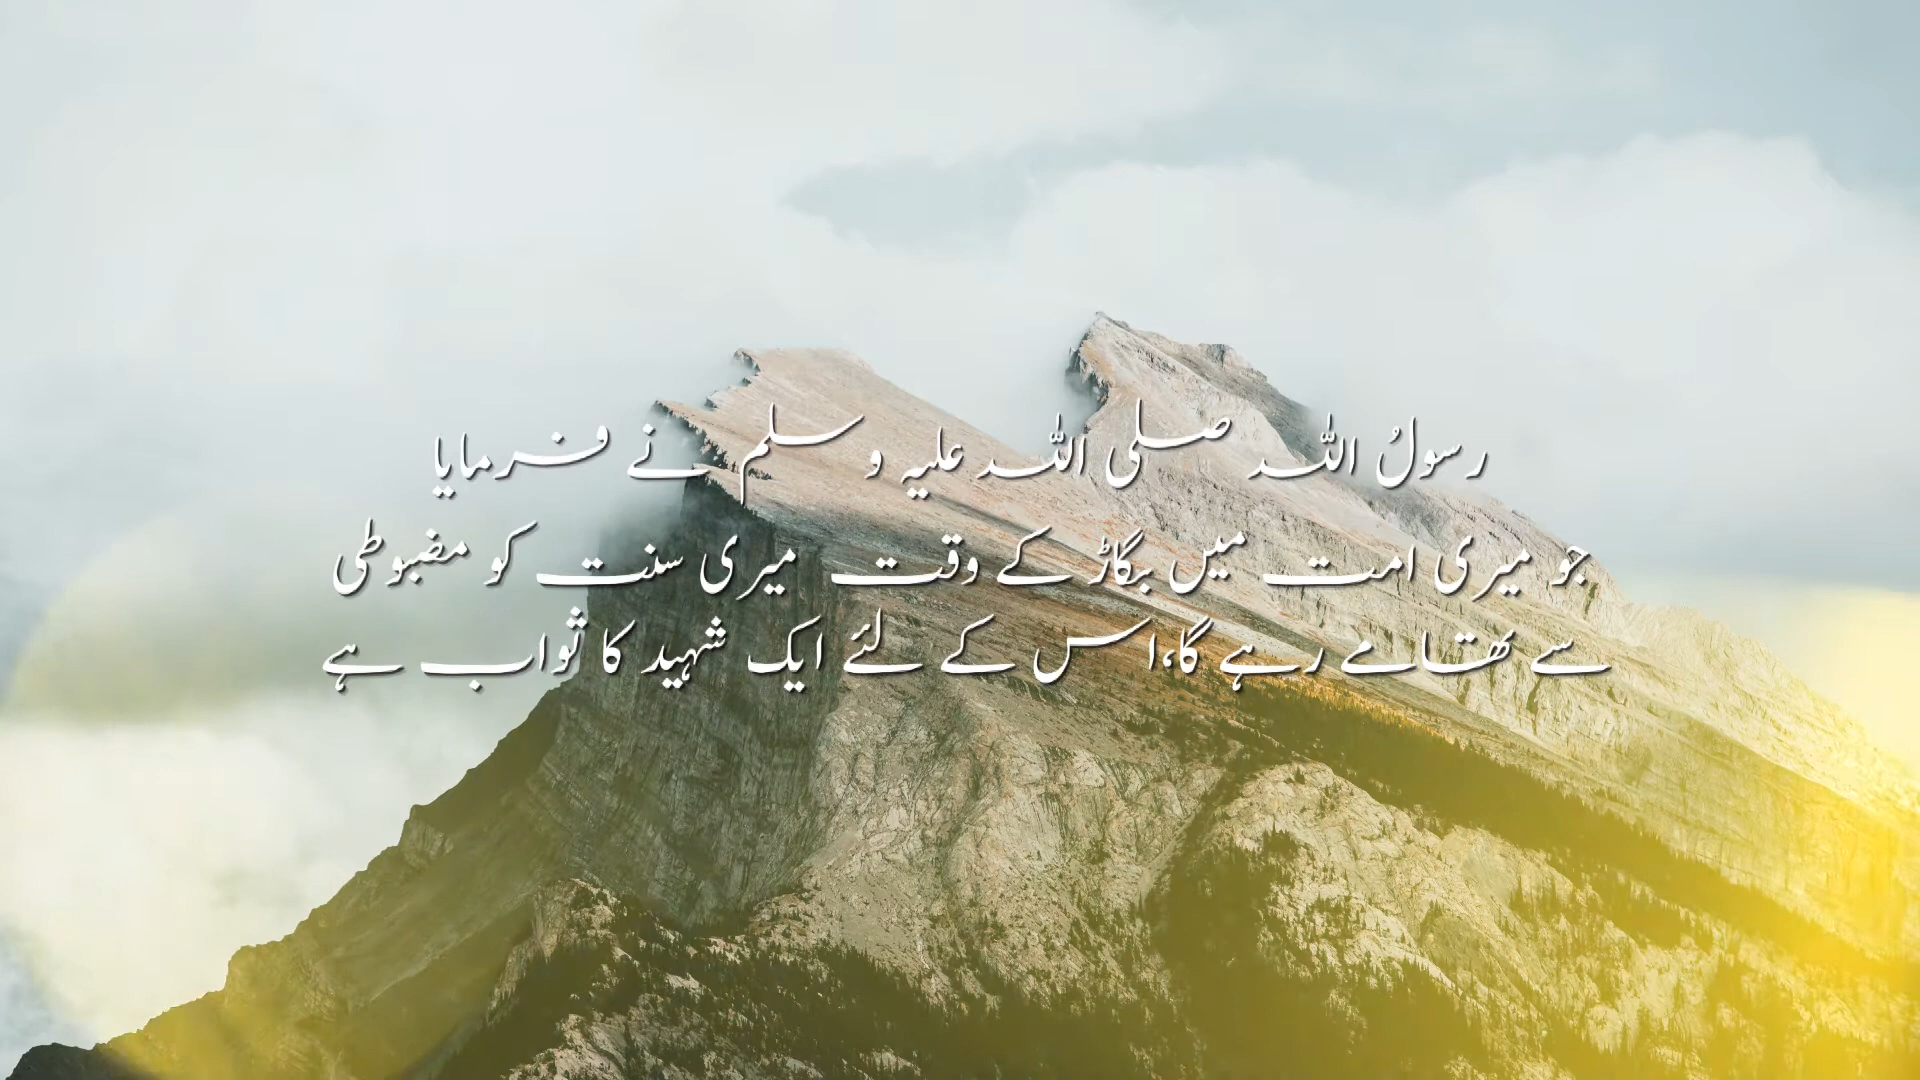 رسولُ اللہ صلی اللہ علیہ وسلم نے فرمایا
جو میری امت میں بگاڑ کے وقت میری سنت کو مضبوطی
سے تھامے رہے گا،اس کے لئے ایک شہید کا ثواب ہے